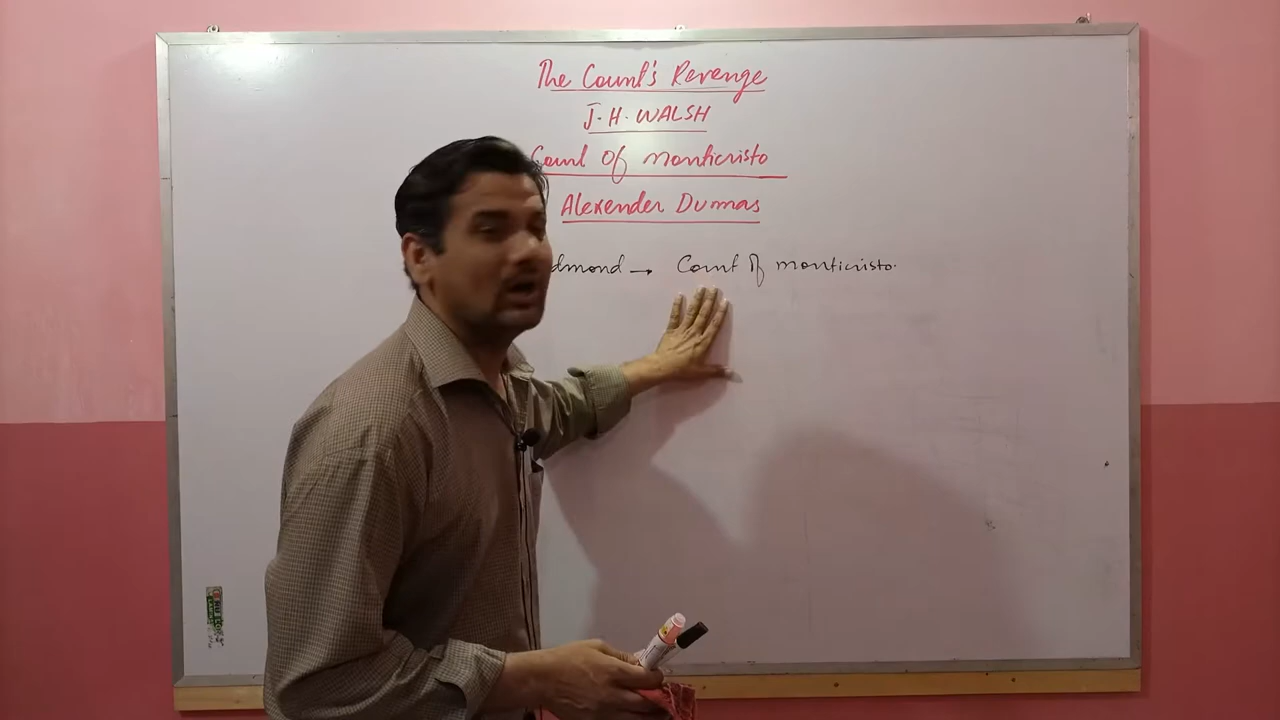 The Count's Revenge
J. H. WALSH
Count of monticristo
Alexender Dumas
dmond → Count of monticristo.